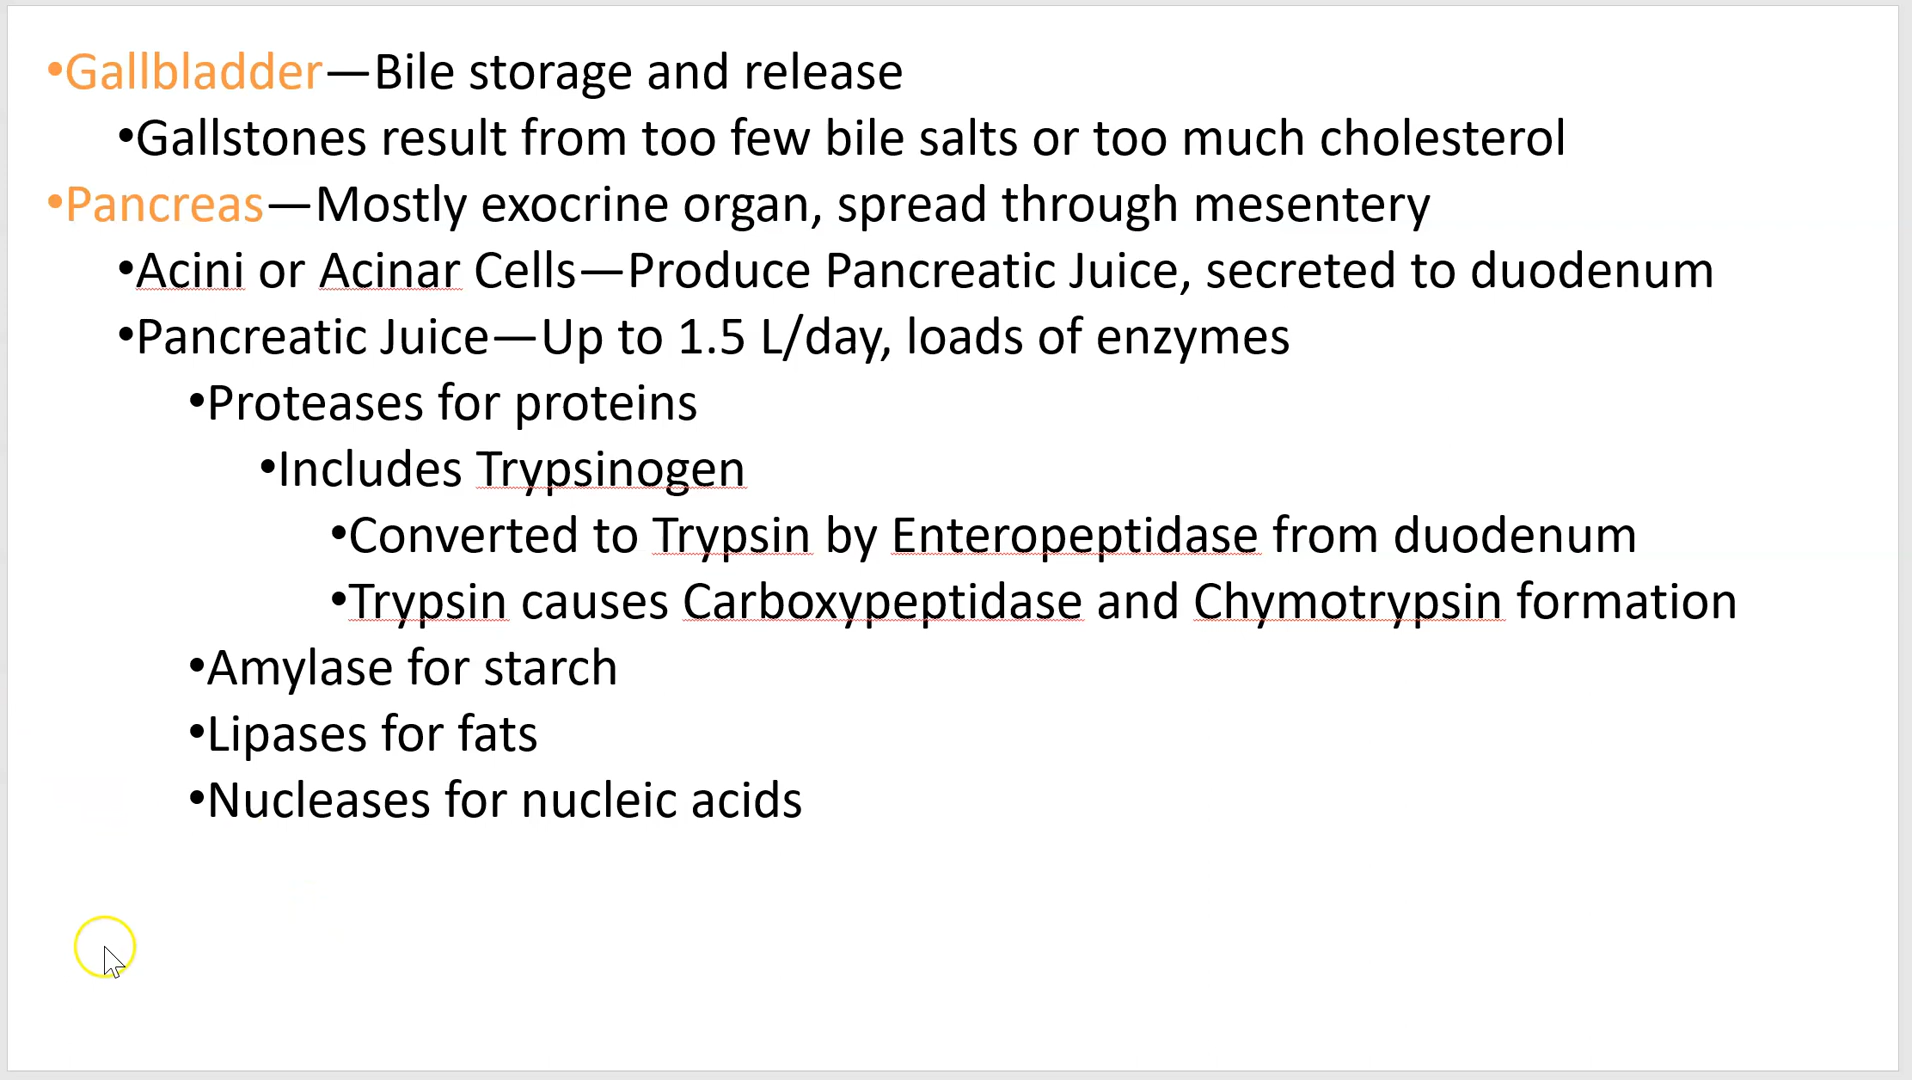 •Gallbladder—Bile storage and release
•Gallstones result from too few bile salts or too much cholesterol
•Pancreas—Mostly exocrine organ, spread through mesentery
•Acini or Acinar Cells—Produce Pancreatic Juice, secreted to duodenum
•Pancreatic Juice—Up to 1.5 L/day, loads of enzymes
•Proteases for proteins
•Includes Trypsinogen
•Converted to Trypsin by Enteropeptidase from duodenum
•Trypsin causes Carboxypeptidase and Chymotrypsin formation
•Amylase for starch
•Lipases for fats
•Nucleases for nucleic acids